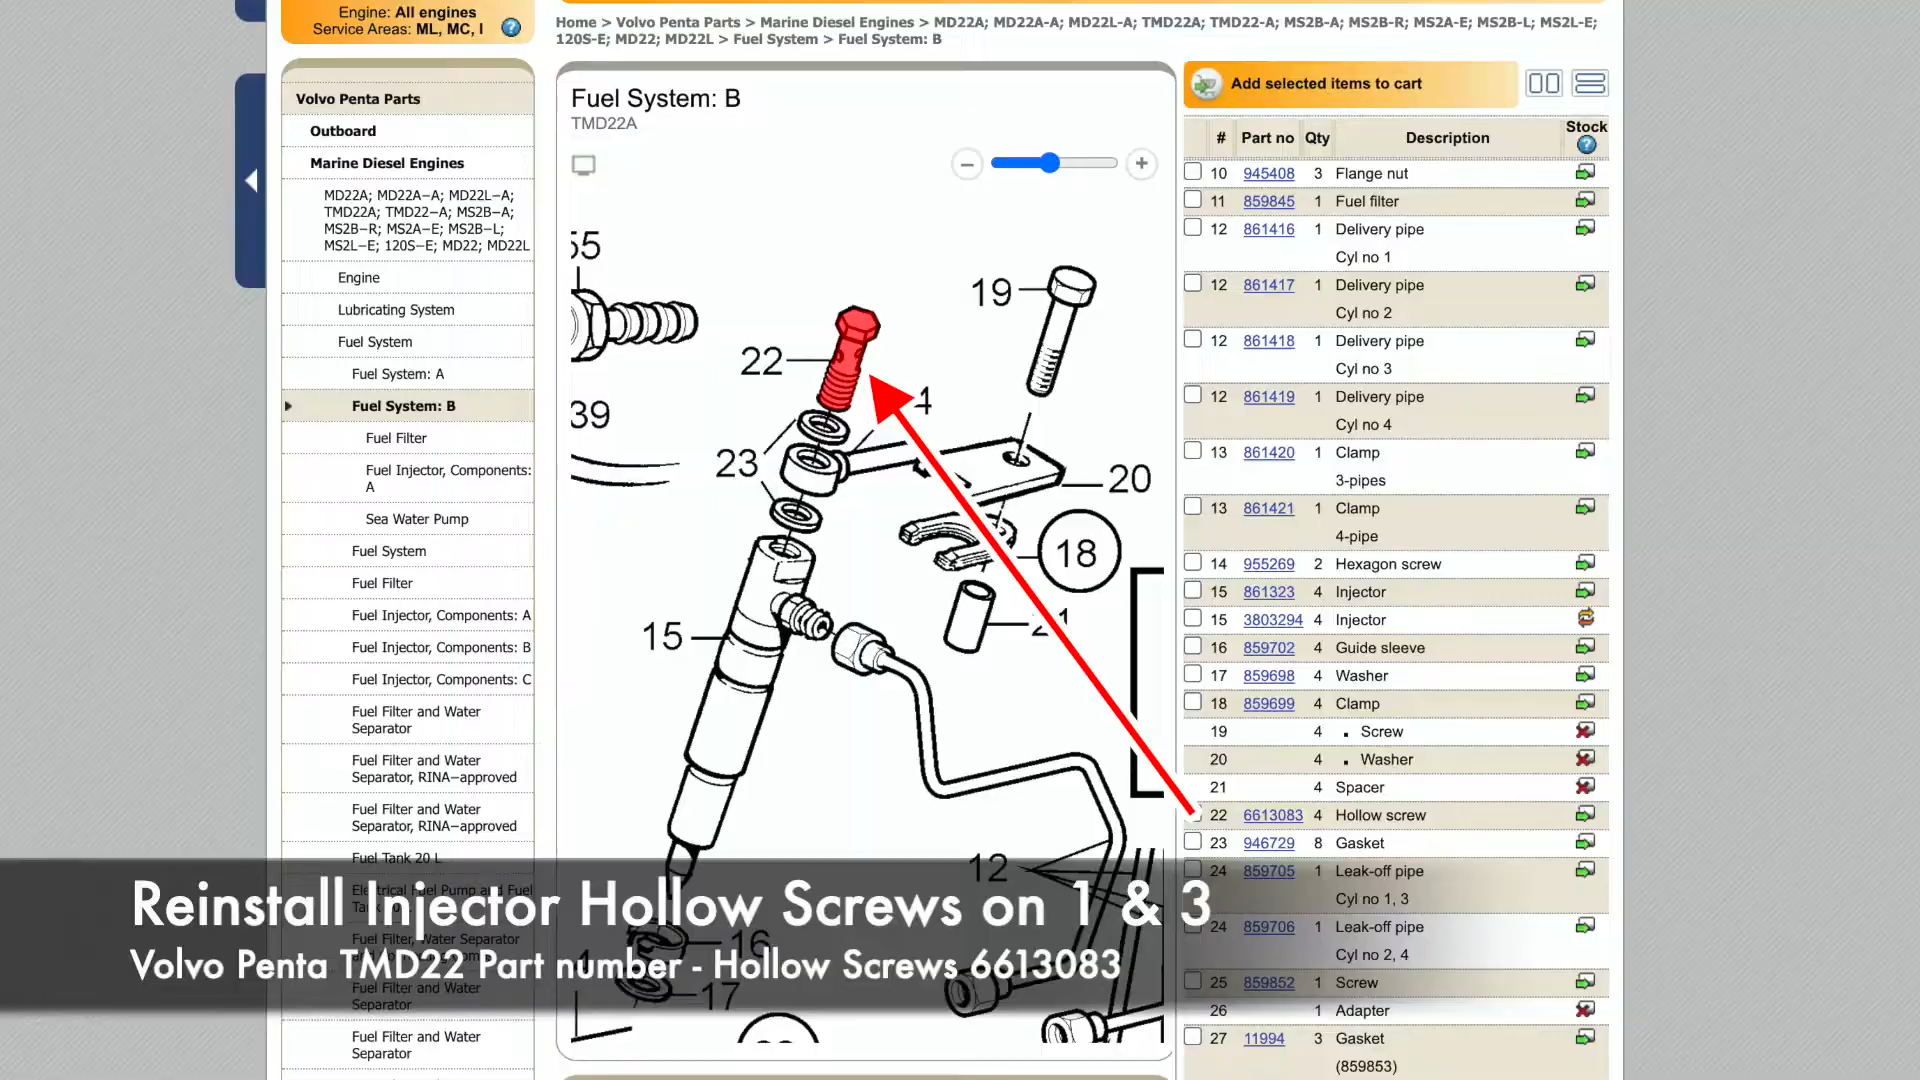 Engine: All engines
Service Areas: ML, MC, I
Home > Volvo Penta Parts > Marine Diesel Engines > MD22A; MD22A-A; MD22L-A; TMD22A; TMD22-A; MS2B-A; MS2B-R; MS2A-E; MS2B-L; MS2L-E;
120S-E; MD22; MD22L > Fuel System > Fuel System: B
Volvo Penta Parts
Outboard
Marine Diesel Engines
MD22A; MD22A-A; MD22L-A;
TMD22A; TMD22-A; MS2B-A;
MS2B-R; MS2A-E; MS2B-L;
MS2L-E; 120S-E; MD22; MD22L
Engine
Lubricating System
Fuel System
Fuel System: A
Fuel System: B
Fuel Filter
Fuel Injector, Components:
A
Sea Water Pump
Fuel System
Fuel Filter
Fuel Injector, Components: A
Fuel Injector, Components: B
Fuel Injector, Components: C
Fuel Filter and Water
Separator
Fuel Filter and Water
Separator, RINA-approved
Fuel Filter and Water
Separator, RINA-approved
Fuel Tank 20 L
Electrical Fuel Pump and Fuel
Fuel Filter, Water Separator
Fuel Filter and Water
Separator
Fuel Filter and Water
Separator
Fuel System: B
TMD22A
55
39
22
19
4
23
20
18
21
15
12
16
17
Add selected items to cart
# Part no Qty Description Stock
10 945408 3 Flange nut
11 859845 1 Fuel filter
12 861416 1 Delivery pipe
Cyl no 1
12 861417 1 Delivery pipe
Cyl no 2
12 861418 1 Delivery pipe
Cyl no 3
12 861419 1 Delivery pipe
Cyl no 4
13 861420 1 Clamp
3-pipes
13 861421 1 Clamp
4-pipe
14 955269 2 Hexagon screw
15 861323 4 Injector
15 3803294 4 Injector
16 859702 4 Guide sleeve
17 859698 4 Washer
18 859699 4 Clamp
19 4 . Screw
20 4 . Washer
21 4 Spacer
22 6613083 4 Hollow screw
23 946729 8 Gasket
24 859705 1 Leak-off pipe
Cyl no 1, 3
24 859706 1 Leak-off pipe
Cyl no 2, 4
25 859852 1 Screw
26 1 Adapter
27 11994 3 Gasket
(859853)
Reinstall Injector Hollow Screws on 1 & 3
Volvo Penta TMD22 Part number - Hollow Screws 6613083